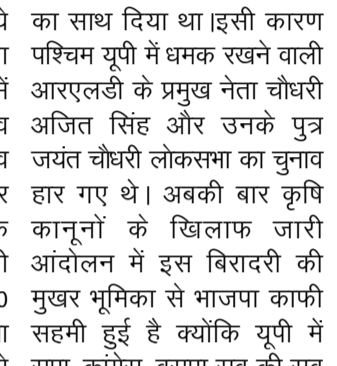 का साथ दिया था।इसी कारण
पश्चिम यूपी में धमक रखने वाली
आरएलडी के प्रमुख नेता चौधरी
अजित सिंह और उनके पुत्र
जयंत चौधरी लोकसभा का चुनाव
हार गए थे। अबकी बार कृषि
कानूनों के खिलाफ जारी
आंदोलन में इस बिरादरी की
मुखर भूमिका से भाजपा काफी
सहमी हुई है क्योंकि यूपी में